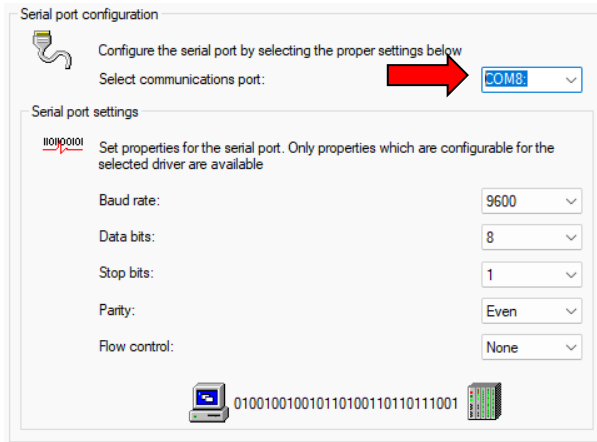 Serial port configuration
Configure the serial port by selecting the proper settings below
Select communications port:
COM8:
Serial port settings
1101100101
Set properties for the serial port. Only properties which are configurable for the
selected driver are available
Baud rate:
9600
Data bits:
8
Stop bits:
1
Parity:
Even
Flow control:
None
010010010010110100110110111001